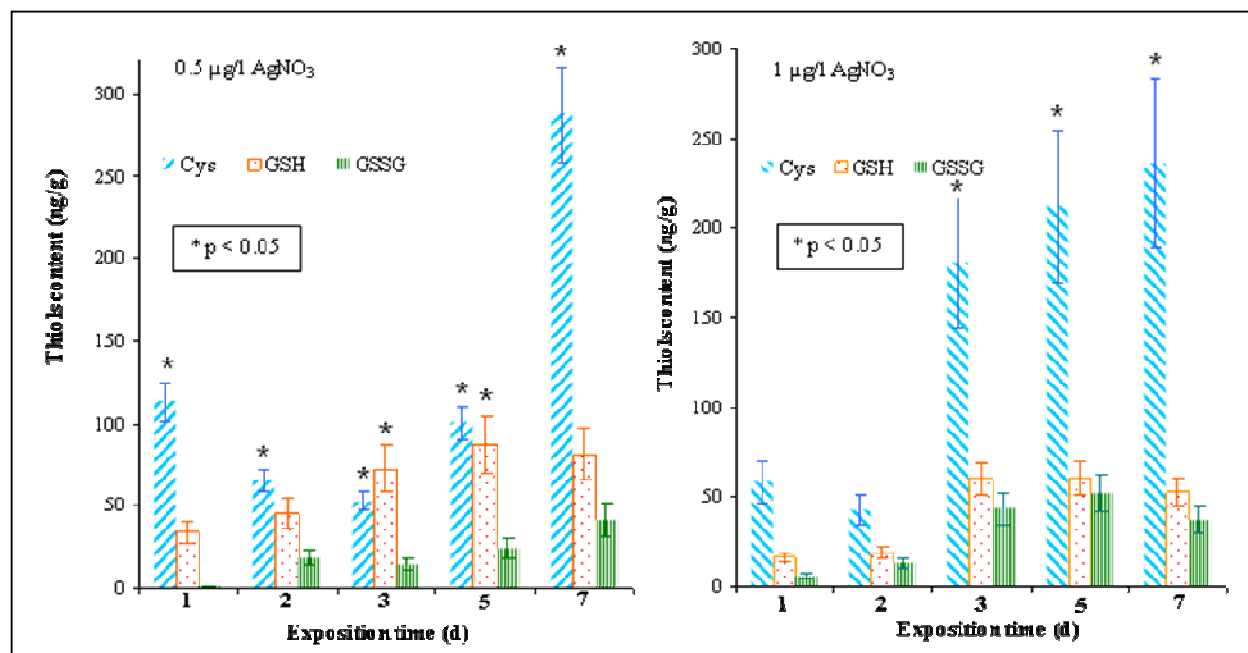 0.5 µg/l AgNO₃
Thiols content (ng/g)
300
250
200
150
100
50
0
Cys GSH GSSG
* p < 0.05
*
* * * * * *
1 2 3 5 7
Exposition time (d)
1 µg/l AgNO₃
Thiols content (ng/g)
300
250
200
150
100
50
0
Cys GSH GSSG
* p < 0.05
* * *
1 2 3 5 7
Exposition time (d)